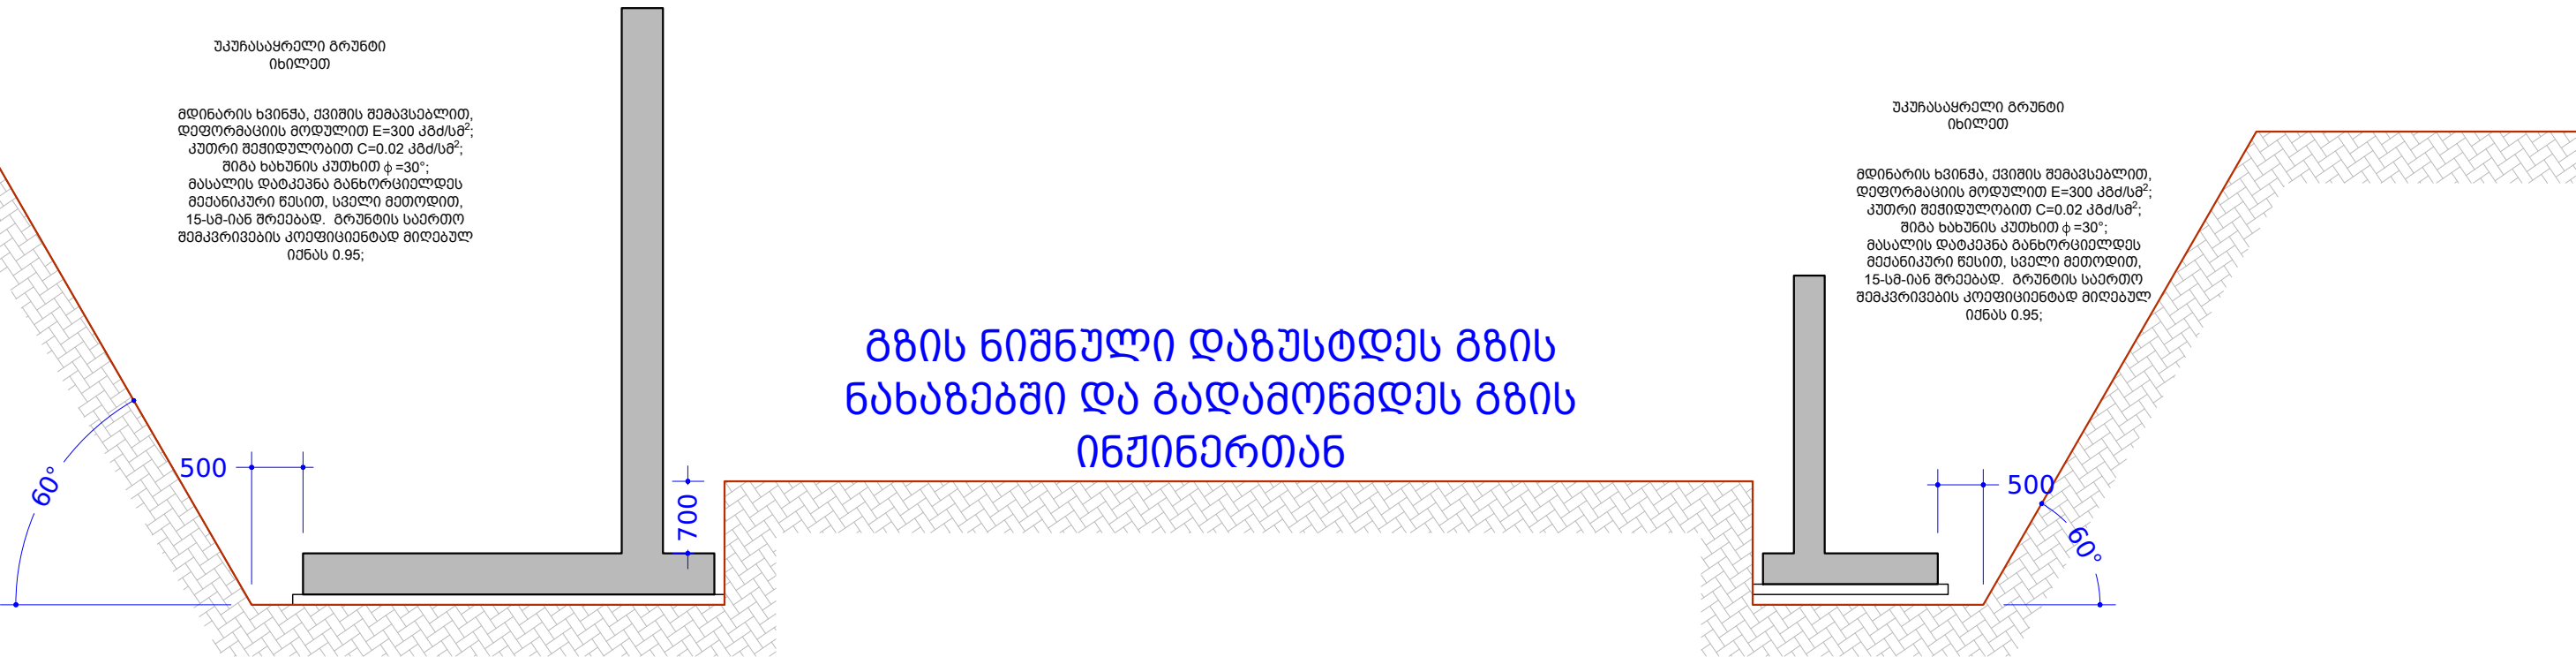 უკუჩასაყრელი გრუნტი
იხილეთ
მდინარის ხვინჭა, ქვიშის შემავსებლით,
დეფორმაციის მოდულით E=300 კგძ/სმ²;
კუთრი შეჭიდულობით C=0.02 კგძ/სმ²;
შიგა ხახუნის კუთხით ϕ =30°;
მასალის დატკეპნა განხორციელდეს
მექანიკური წესით, სველი მეთოდით,
15-სმ-იან შრეებად. გრუნტის საერთო
შემკვრივების კოეფიციენტად მიღებულ
იქნას 0.95;
60°
500
700
გზის ნიშნული დაზუსტდეს გზის
ნახაზებში და გადამოწმდეს გზის
ინჟინერთან
უკუჩასაყრელი გრუნტი
იხილეთ
მდინარის ხვინჭა, ქვიშის შემავსებლით,
დეფორმაციის მოდულით E=300 კგძ/სმ²;
კუთრი შეჭიდულობით C=0.02 კგძ/სმ²;
შიგა ხახუნის კუთხით ϕ =30°;
მასალის დატკეპნა განხორციელდეს
მექანიკური წესით, სველი მეთოდით,
15-სმ-იან შრეებად. გრუნტის საერთო
შემკვრივების კოეფიციენტად მიღებულ
იქნას 0.95;
500
60°